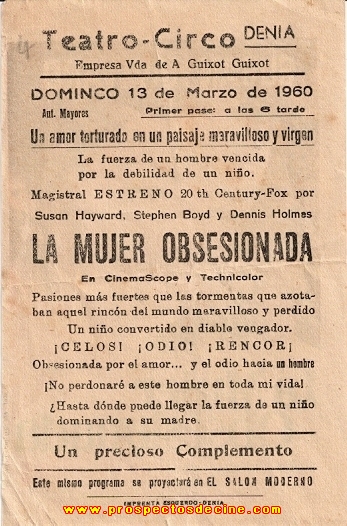 Teatro-Circo DENIA
Empresa Vda de A Guixot Guixot
DOMINCO 13 de Marzo de 1960
Aut. Mayores Primer pase: a las 6 tarde
Un amor torturado en un paisaje maravilloso y virgen
La fuerza de un hombre vencida
por la debilidad de un niño.
Magistral ESTRENO 20 th Century-Fox por
Susan Hayward, Stephen Boyd y Dennis Holmes
LA MUJER OBSESIONADA
En CinemaScope y Technicolor
Pasiones más fuertes que las tormentas que azota-
ban aquel rincón del mundo maravilloso y perdido
Un niño convertido en diable vengador.
¡CELOS! ¡ODIO! ¡RENCOR¡
Obsesionada por el amor... y el odio hacia un hombre
¡No perdonaré a este hombre en toda mi vida!
¿Hasta dónde puede llegar la fuerza de un niño
dominando a su madre.
Un precioso Complemento
Este mismo programa se proyectará en EL SALON MODERNO
IMPRENTA ESQUERDO-DENIA
www.prospectosdecine.com